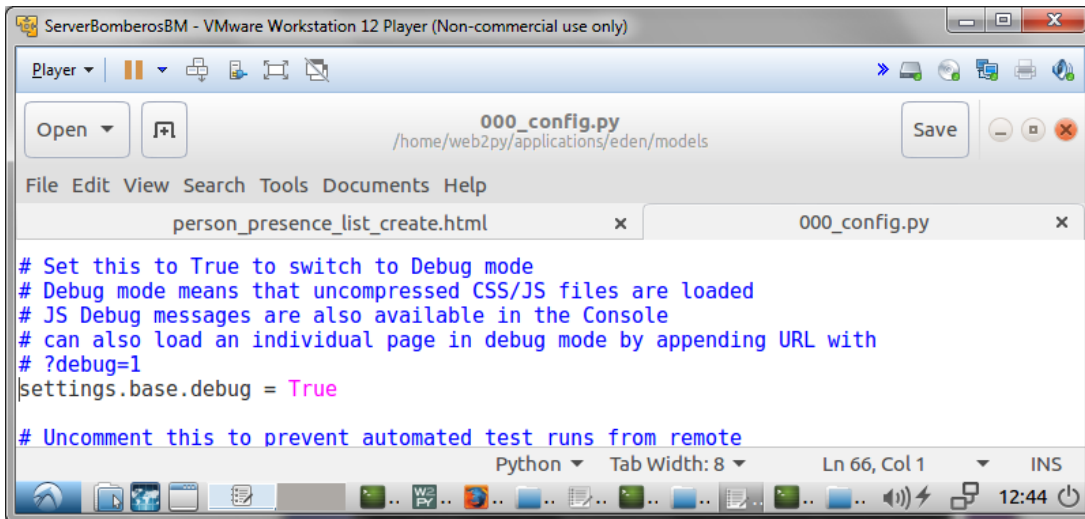 ServerBomberosBM - VMware Workstation 12 Player (Non-commercial use only)
Player
Open
000_config.py
/home/web2py/applications/eden/models
Save
File Edit View Search Tools Documents Help
person_presence_list_create.html
000_config.py
# Set this to True to switch to Debug mode
# Debug mode means that uncompressed CSS/JS files are loaded
# JS Debug messages are also available in the Console
# can also load an individual page in debug mode by appending URL with
# ?debug=1
settings.base.debug = True
# Uncomment this to prevent automated test runs from remote
Python Tab Width: 8 Ln 66, Col 1 INS
W2PY .. .. .. .. .. .. .. .. .. .. 12:44